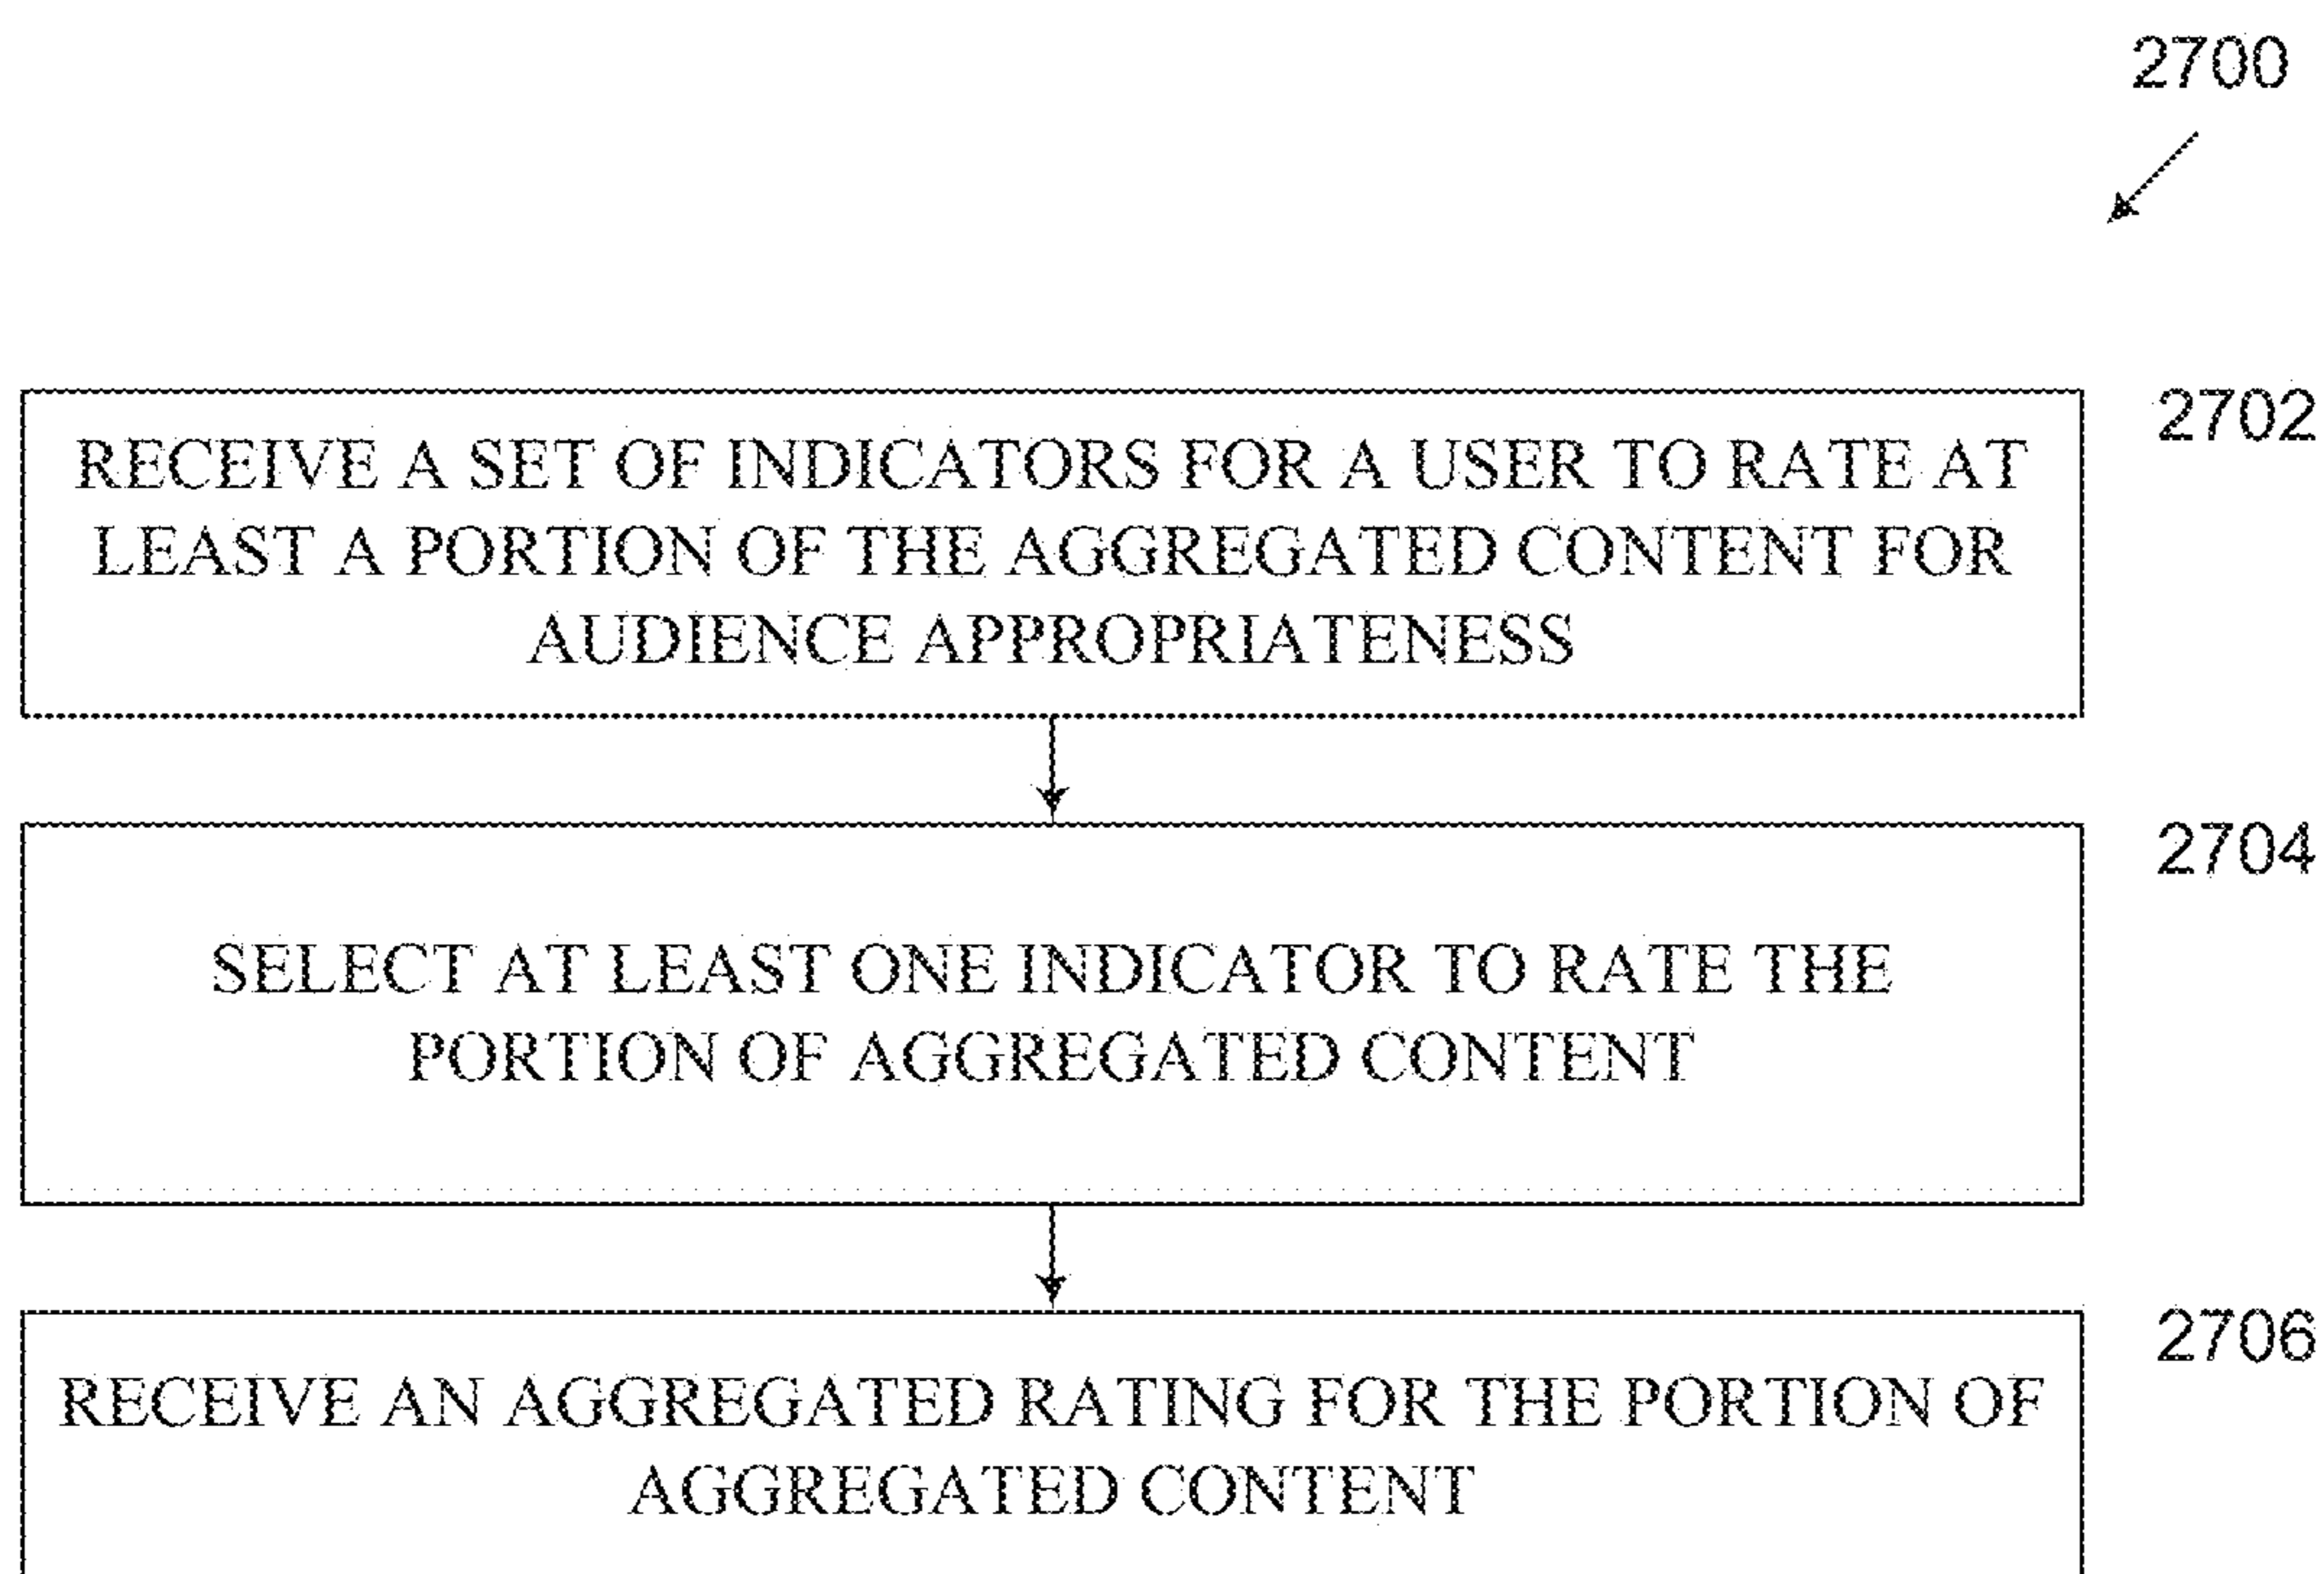 2700
2702
RECEIVE A SET OF INDICATORS FOR A USER TO RATE AT
LEAST A PORTION OF THE AGGREGATED CONTENT FOR
AUDIENCE APPROPRIATENESS
2704
SELECT AT LEAST ONE INDICATOR TO RATE THE
PORTION OF AGGREGATED CONTENT
2706
RECEIVE AN AGGREGATED RATING FOR THE PORTION OF
AGGREGATED CONTENT